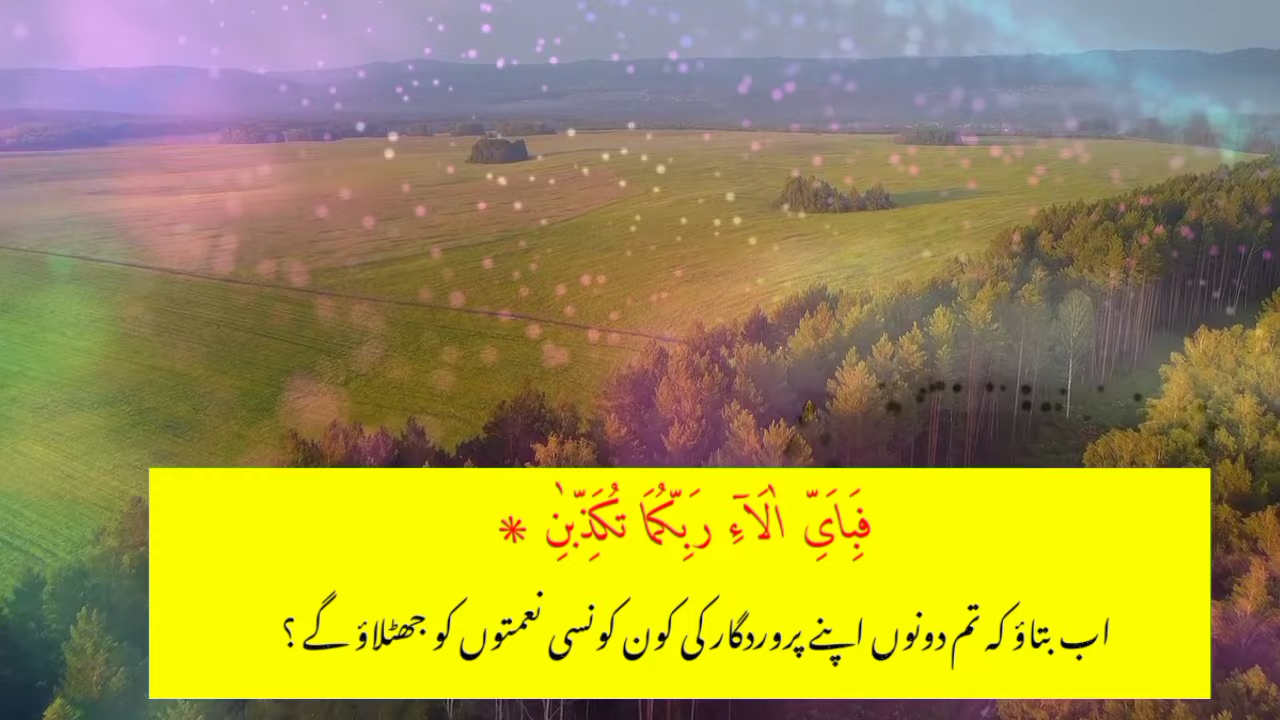 فَبِاَيِّ اٰلَآءِ رَبِّكُمَا تُكَذِّبٰنِ *
اب بتاؤ کہ تم دونوں اپنے پروردگار کی کون کونسی نعمتوں کو جھٹلاؤ گے ؟